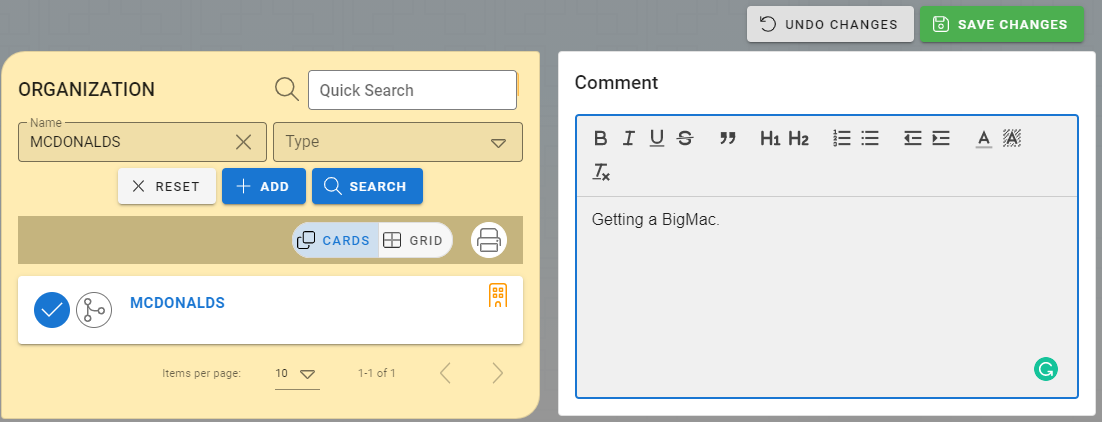 UNDO CHANGES
SAVE CHANGES
ORGANIZATION
Quick Search
Name
MCDONALDS
Type
RESET
ADD
SEARCH
CARDS
GRID
MCDONALDS
Items per page:
10
1-1 of 1
Comment
B I U S H1 H2 A A Tx
Getting a BigMac.